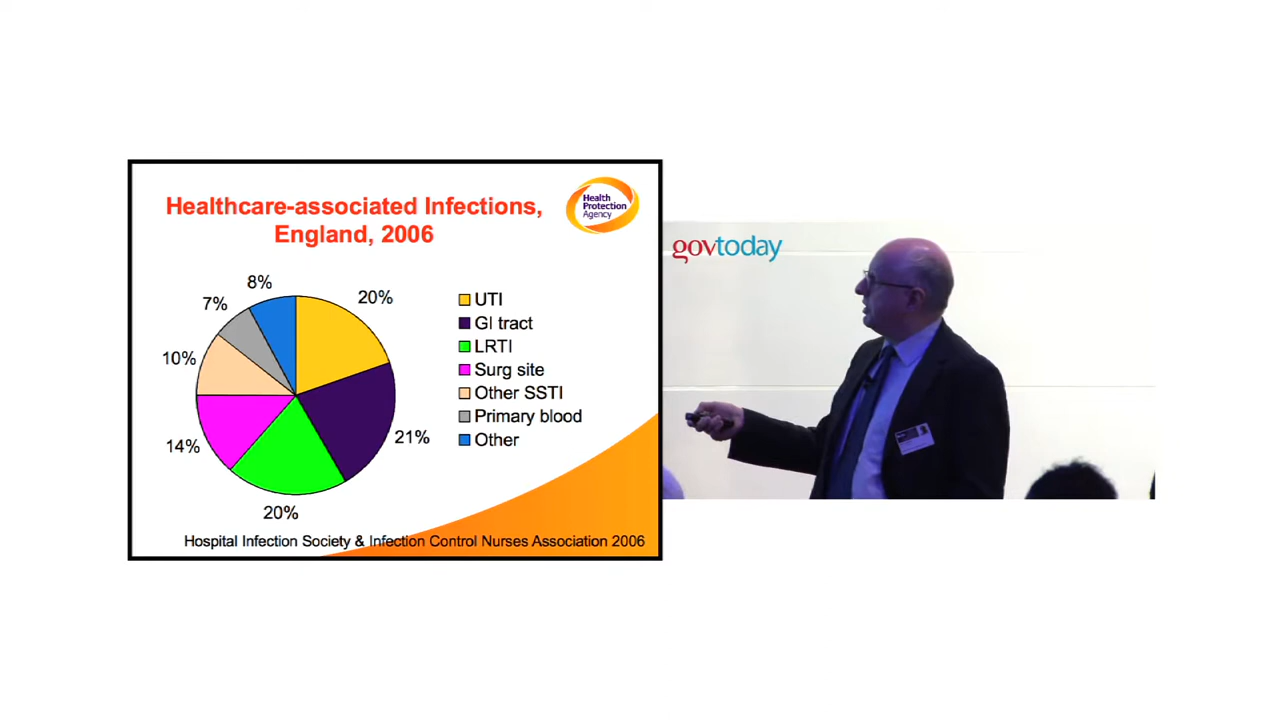 Healthcare-associated Infections,
England, 2006
Health
Protection
Agency
8%
7%
20%
10%
14%
21%
20%
UTI
GI tract
LRTI
Surg site
Other SSTI
Primary blood
Other
Hospital Infection Society & Infection Control Nurses Association 2006
govtoday